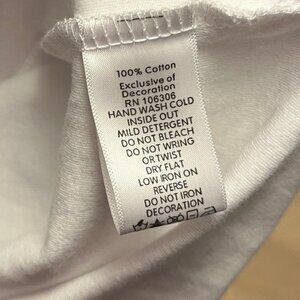 100% Cotton
Exclusive of
Decoration
RN 106306
HAND WASH COLD
INSIDE OUT
MILD DETERGENT
DO NOT BLEACH
DO NOT WRING
OR TWIST
DRY FLAT
LOW IRON ON
REVERSE
DO NOT IRON
DECORATION